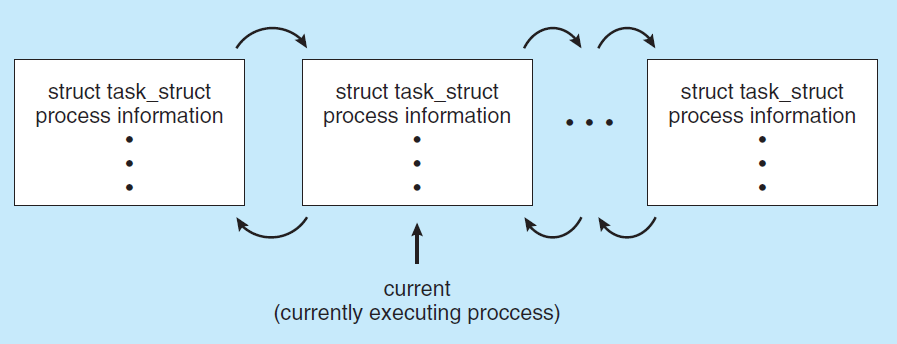 struct task_struct
process information
•
•
•
struct task_struct
process information
•
•
•
• • •
struct task_struct
process information
•
•
•
current
(currently executing proccess)